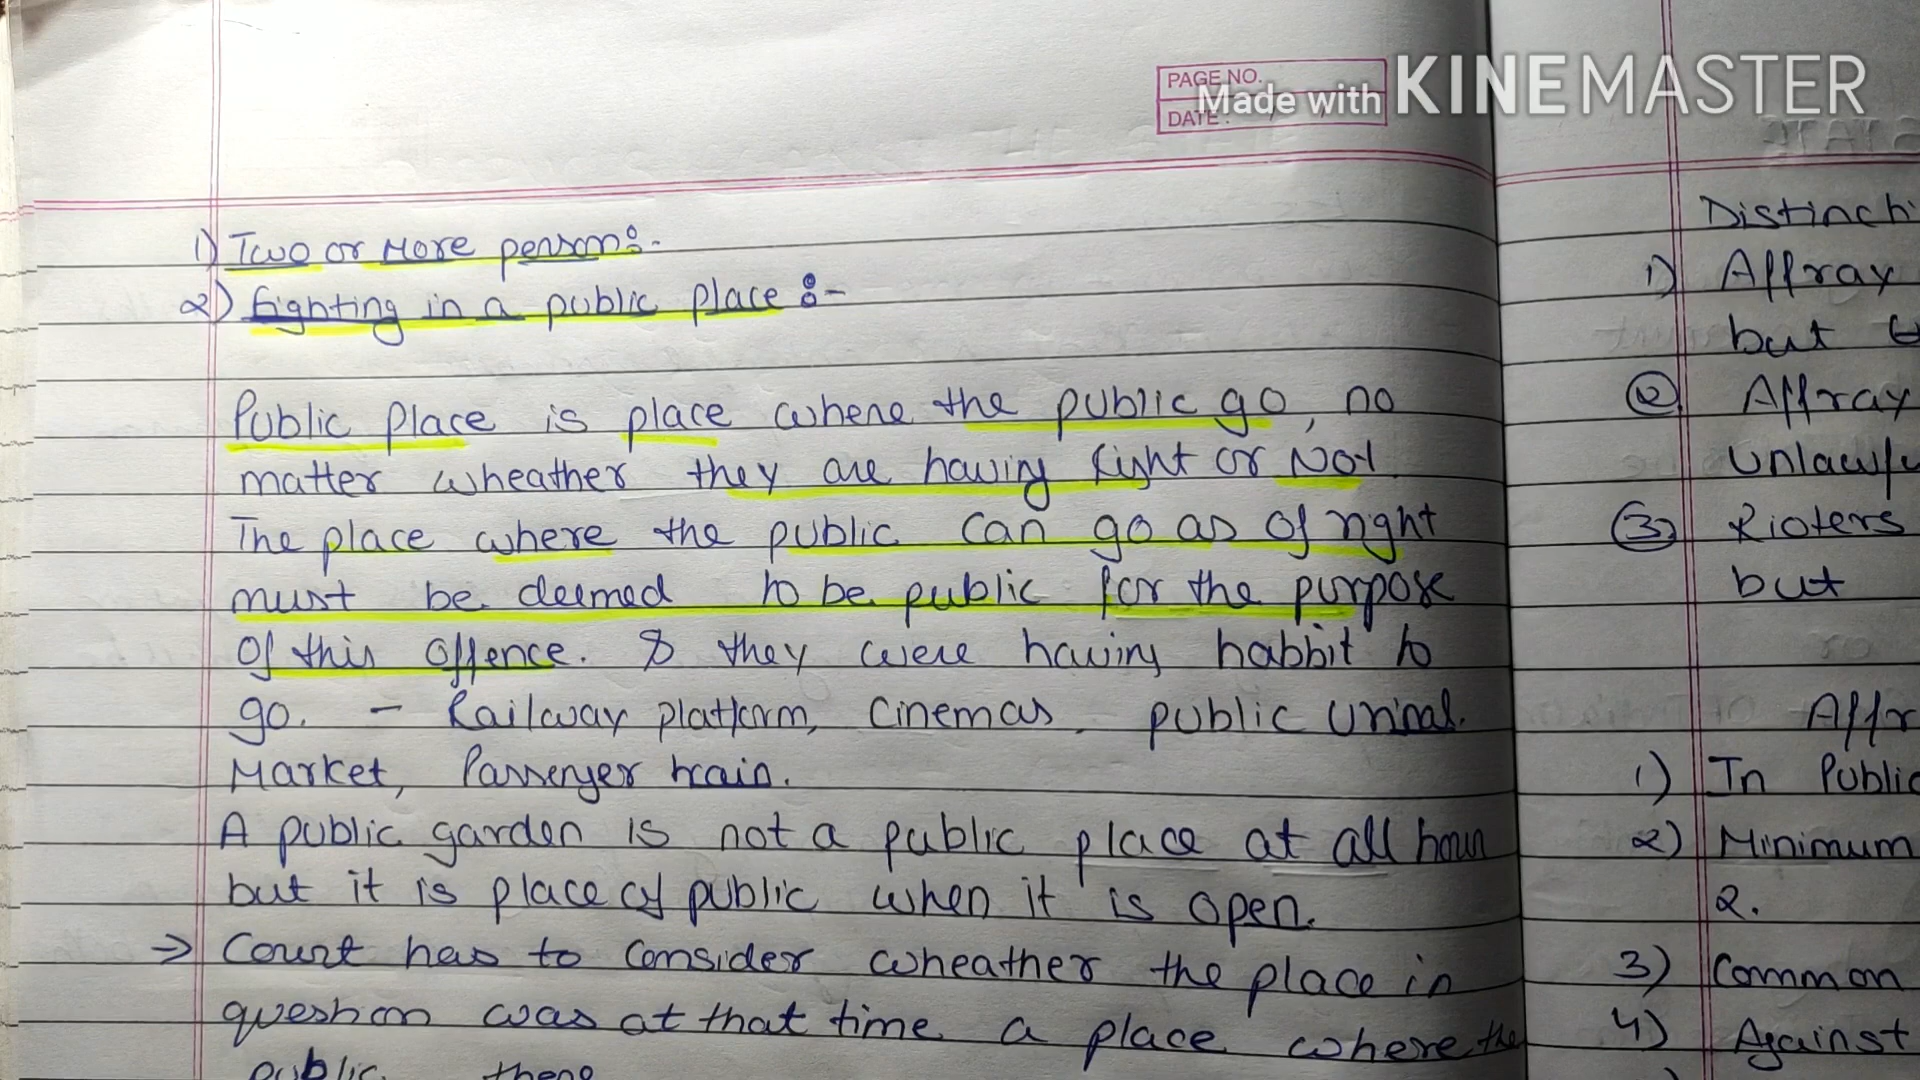 PAGE NO.
DATE :
Made with KINEMASTER
1) Two or More person:-
2) fighting in a public place :-
Public Place is place where the public go, no
matter wheather they are having right or Not
The place where the public can go as of right
must be deemed to be public for the purpose
of this offence. & they were having habbit to
go. - Railway platform, Cinemas, public urinal.
Market, Passenger train.
A public garden is not a public place at all hour
but it is place of public when it is open.
⇒ Court has to consider wheather the place in
question was at that time a place where the
public there
Distincti
1) Affray
but
2) Affray
Unlawfu
3) Rioters
but
Affr
1) In Public
2) Minimum
2.
3) Common
4) Against